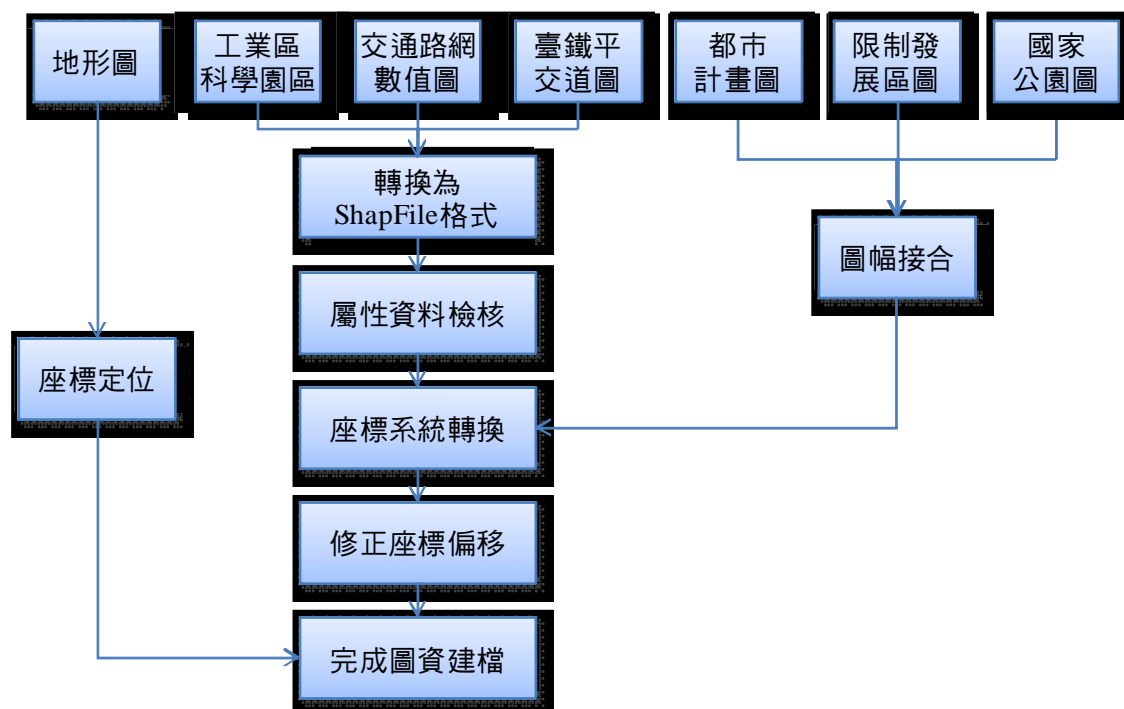 地形圖
工業區
科學園區
交通路網
數值圖
臺鐵平
交道圖
都市
計畫圖
限制發
展區圖
國家
公園圖
轉換為
ShapFile格式
圖幅接合
屬性資料檢核
座標定位
座標系統轉換
修正座標偏移
完成圖資建檔